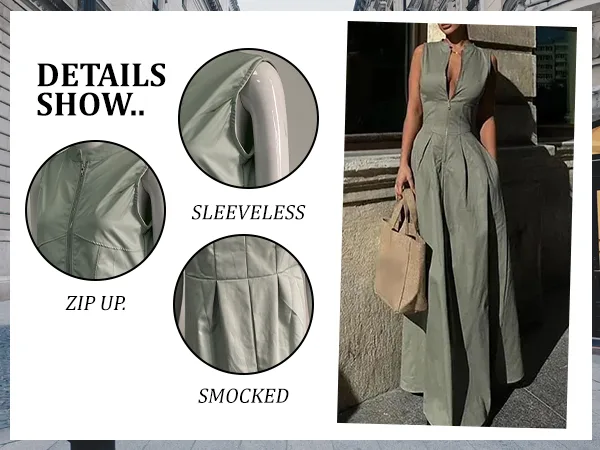 DETAILS
SHOW..
SLEEVELESS
ZIP UP.
SMOCKED